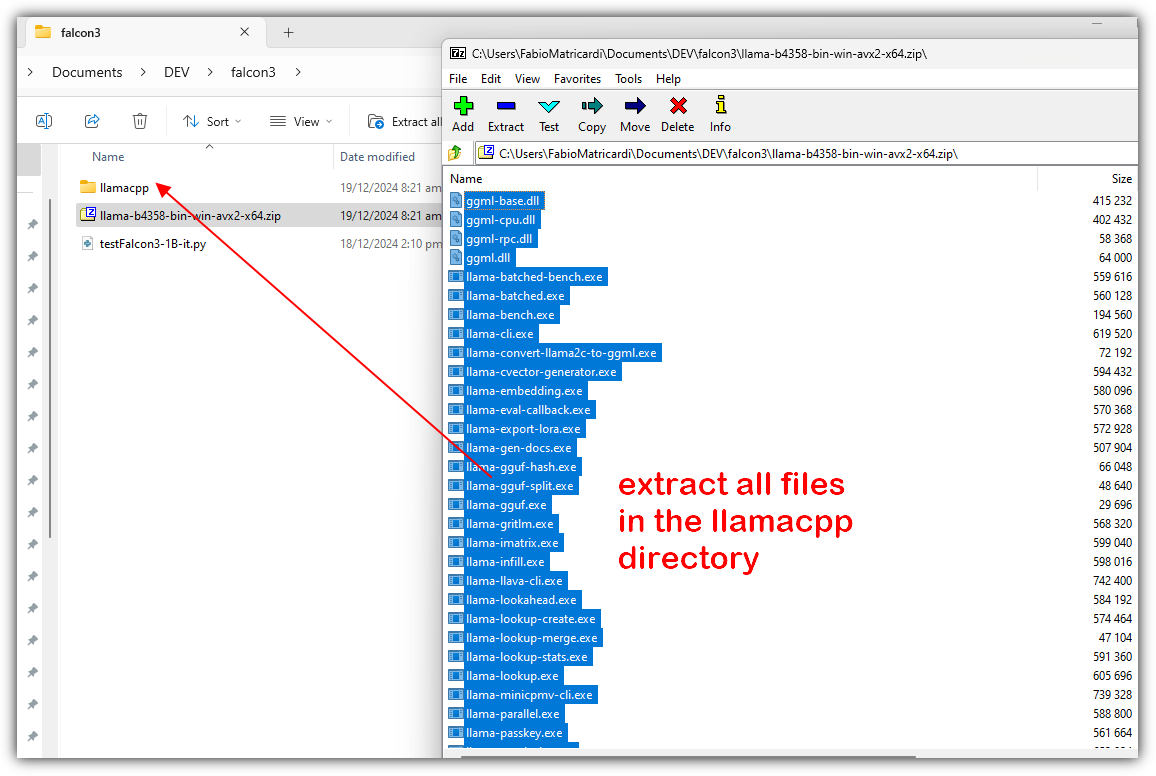 falcon3
Documents > DEV > falcon3 >
Sort
View
Extract all
Name
Date modified
llamacpp 19/12/2024 8:21 am
llama-b4358-bin-win-avx2-x64.zip 19/12/2024 8:21 am
testFalcon3-1B-it.py 18/12/2024 2:10 pm
7z C:\Users\FabioMatricardi\Documents\DEV\falcon3\llama-b4358-bin-win-avx2-x64.zip\
File Edit View Favorites Tools Help
Add Extract Test Copy Move Delete Info
C:\Users\FabioMatricardi\Documents\DEV\falcon3\llama-b4358-bin-win-avx2-x64.zip\
Name Size
ggml-base.dll 415 232
ggml-cpu.dll 402 432
ggml-rpc.dll 58 368
ggml.dll 64 000
llama-batched-bench.exe 559 616
llama-batched.exe 560 128
llama-bench.exe 194 560
llama-cli.exe 619 520
llama-convert-llama2c-to-ggml.exe 72 192
llama-cvector-generator.exe 594 432
llama-embedding.exe 580 096
llama-eval-callback.exe 570 368
llama-export-lora.exe 572 928
llama-gen-docs.exe 507 904
llama-gguf-hash.exe 66 048
llama-gguf-split.exe 48 640
llama-gguf.exe 29 696
llama-gritlm.exe 568 320
llama-imatrix.exe 599 040
llama-infill.exe 598 016
llama-llava-cli.exe 742 400
llama-lookahead.exe 584 192
llama-lookup-create.exe 574 464
llama-lookup-merge.exe 47 104
llama-lookup-stats.exe 591 360
llama-lookup.exe 605 696
llama-minicpmv-cli.exe 739 328
llama-parallel.exe 588 800
llama-passkey.exe 561 664
extract all files
in the llamacpp
directory